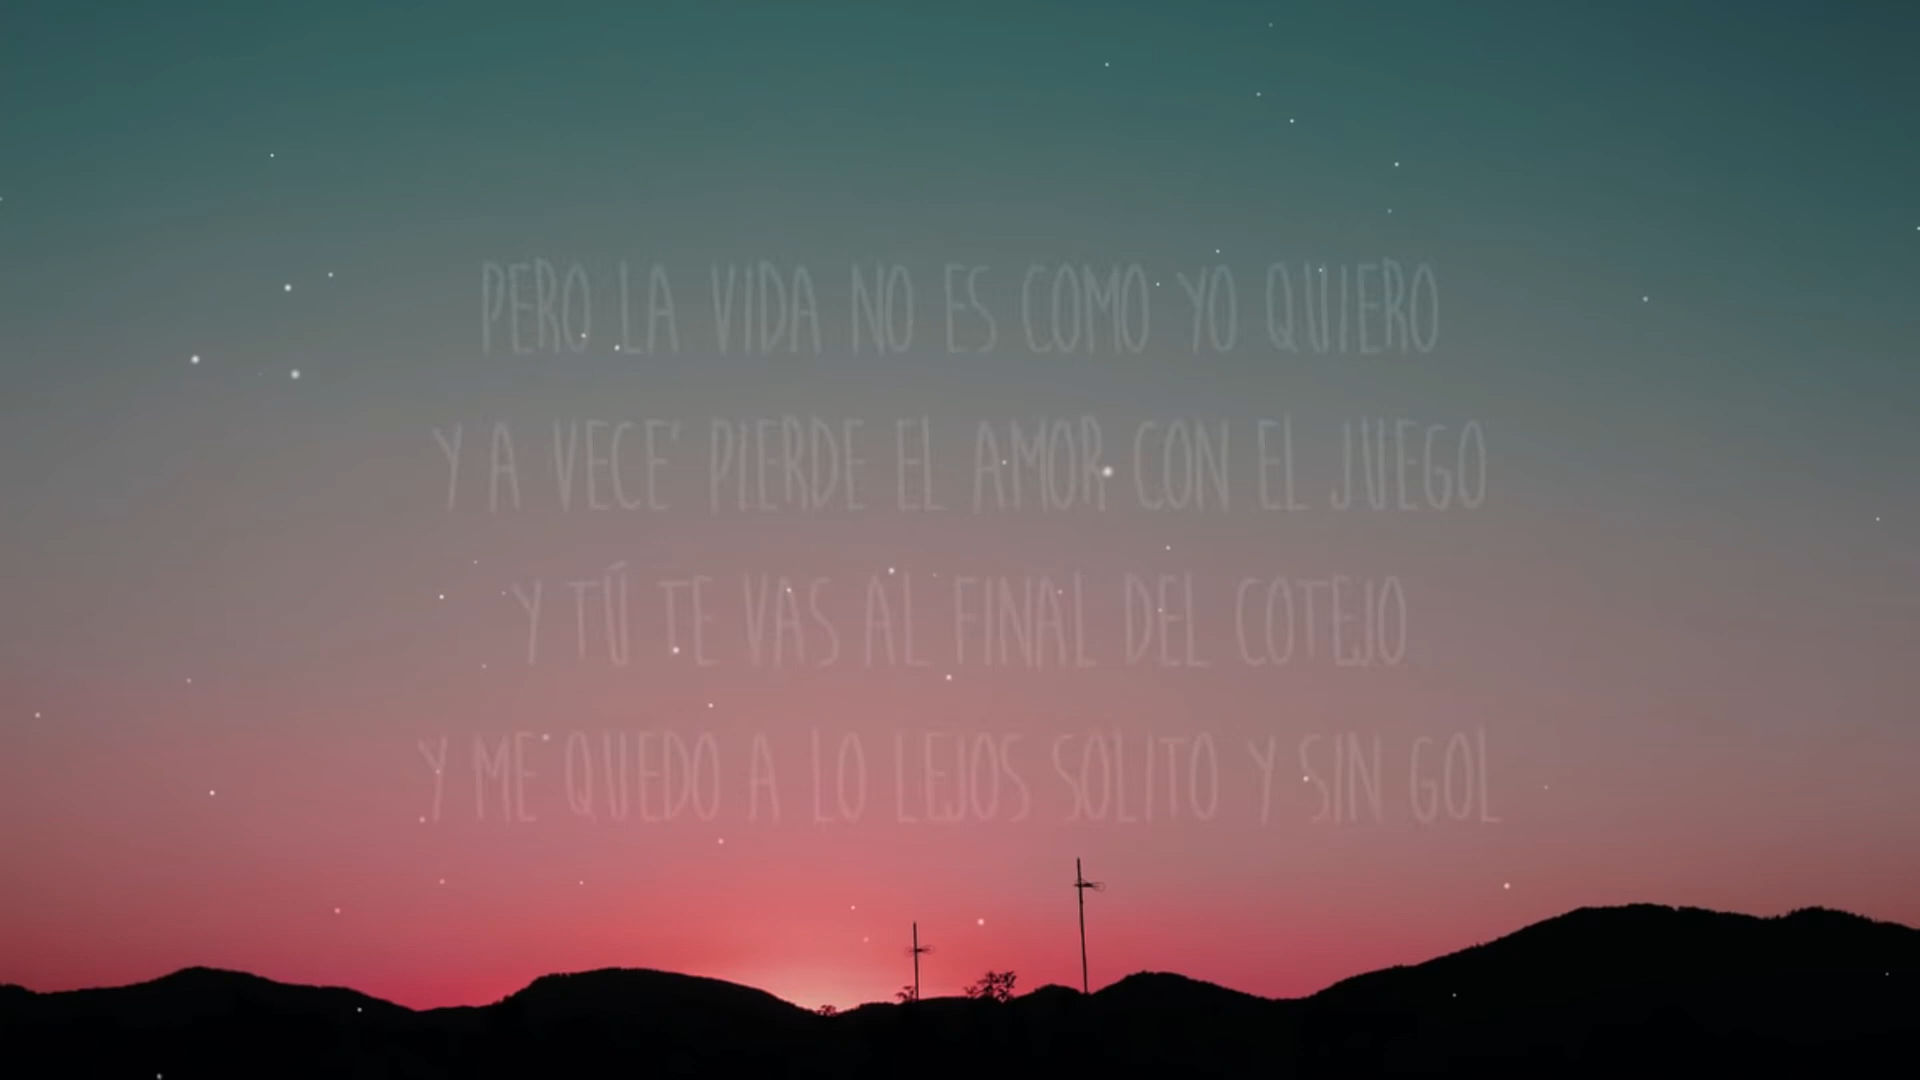 PERO LA VIDA NO ES COMO YO QUIERO
Y A VECE' PIERDE EL AMOR CON EL JUEGO
Y TÚ TE VAS AL FINAL DEL COTEJO
Y ME QUEDO A LO LEJOS SOLITO Y SIN GOL